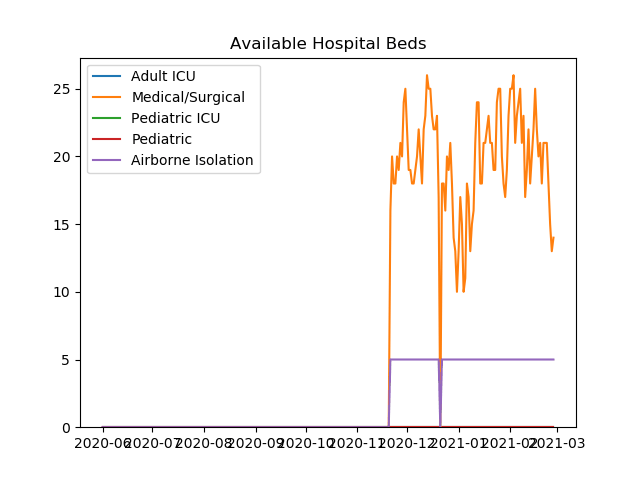 Available Hospital Beds
Adult ICU
Medical/Surgical
Pediatric ICU
Pediatric
Airborne Isolation
25
20
15
10
5
0
2020-06 2020-07 2020-08 2020-09 2020-10 2020-11 2020-12 2021-01 2021-02 2021-03